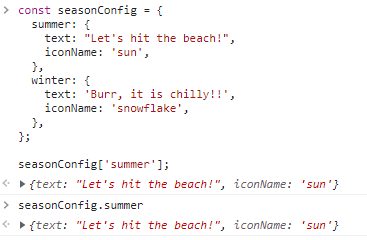 > const seasonConfig = {
    summer: {
      text: "Let's hit the beach!",
      iconName: 'sun',
    },
    winter: {
      text: 'Burr, it is chilly!!',
      iconName: 'snowflake',
    },
  };

  seasonConfig['summer'];
<· ▶ {text: "Let's hit the beach!", iconName: 'sun'}
> seasonConfig.summer
<· ▶ {text: "Let's hit the beach!", iconName: 'sun'}